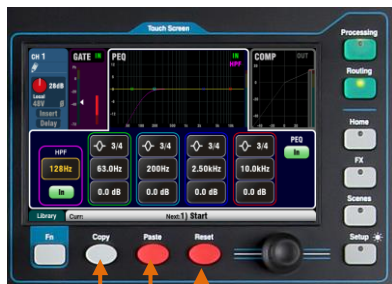 Touch Screen
Processing
Routing
Home
FX
Scenes
Setup
CH 1
28dB
Local
48V
Insert
Delay
GATE IN
PEQ IN
HPF
COMP OUT
HPF
128Hz
In
3/4
63.0Hz
0.0 dB
3/4
200Hz
0.0 dB
3/4
2.50kHz
0.0 dB
3/4
10.0kHz
0.0 dB
PEQ
In
Library Curr: Next: 1) Start
Fn Copy Paste Reset